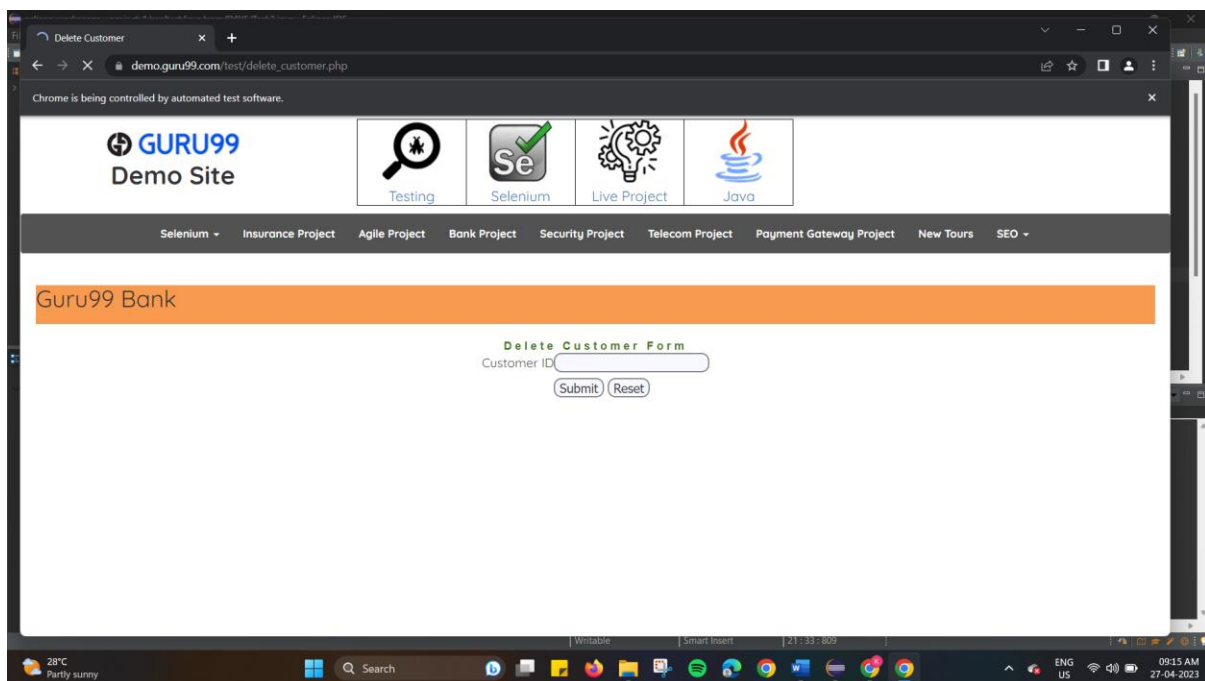 Delete Customer
demo.guru99.com/test/delete_customer.php
Chrome is being controlled by automated test software.
GURU99
Demo Site
Se
Testing
Selenium
Live Project
Java
Selenium
Insurance Project
Agile Project
Bank Project
Security Project
Telecom Project
Payment Gateway Project
New Tours
SEO
Guru99 Bank
Delete Customer Form
Customer ID
Submit
Reset
Writable
Smart Insert
21:33:809
28°C
Partly sunny
Search
ENG
US
09:15 AM
27-04-2023